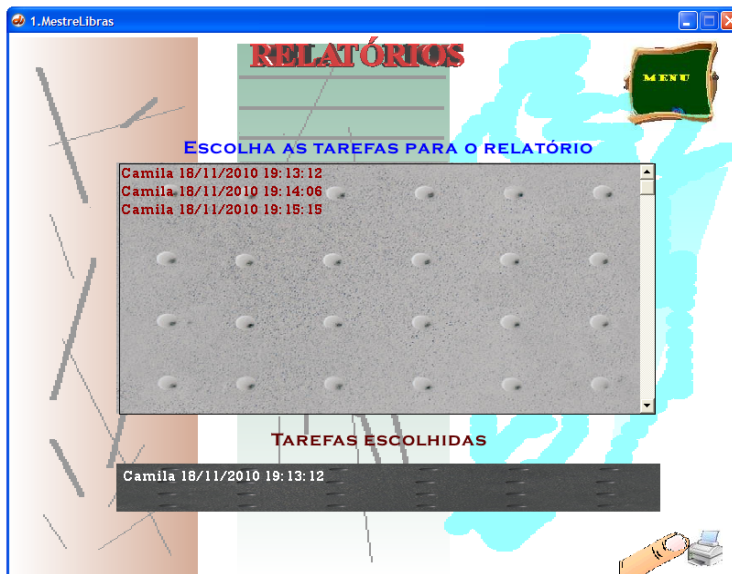 1.MestreLibras
RELATÓRIOS
MENU
ESCOLHA AS TAREFAS PARA O RELATÓRIO
Camila 18/11/2010 19:13:12
Camila 18/11/2010 19:14:06
Camila 18/11/2010 19:15:15
TAREFAS ESCOLHIDAS
Camila 18/11/2010 19:13:12